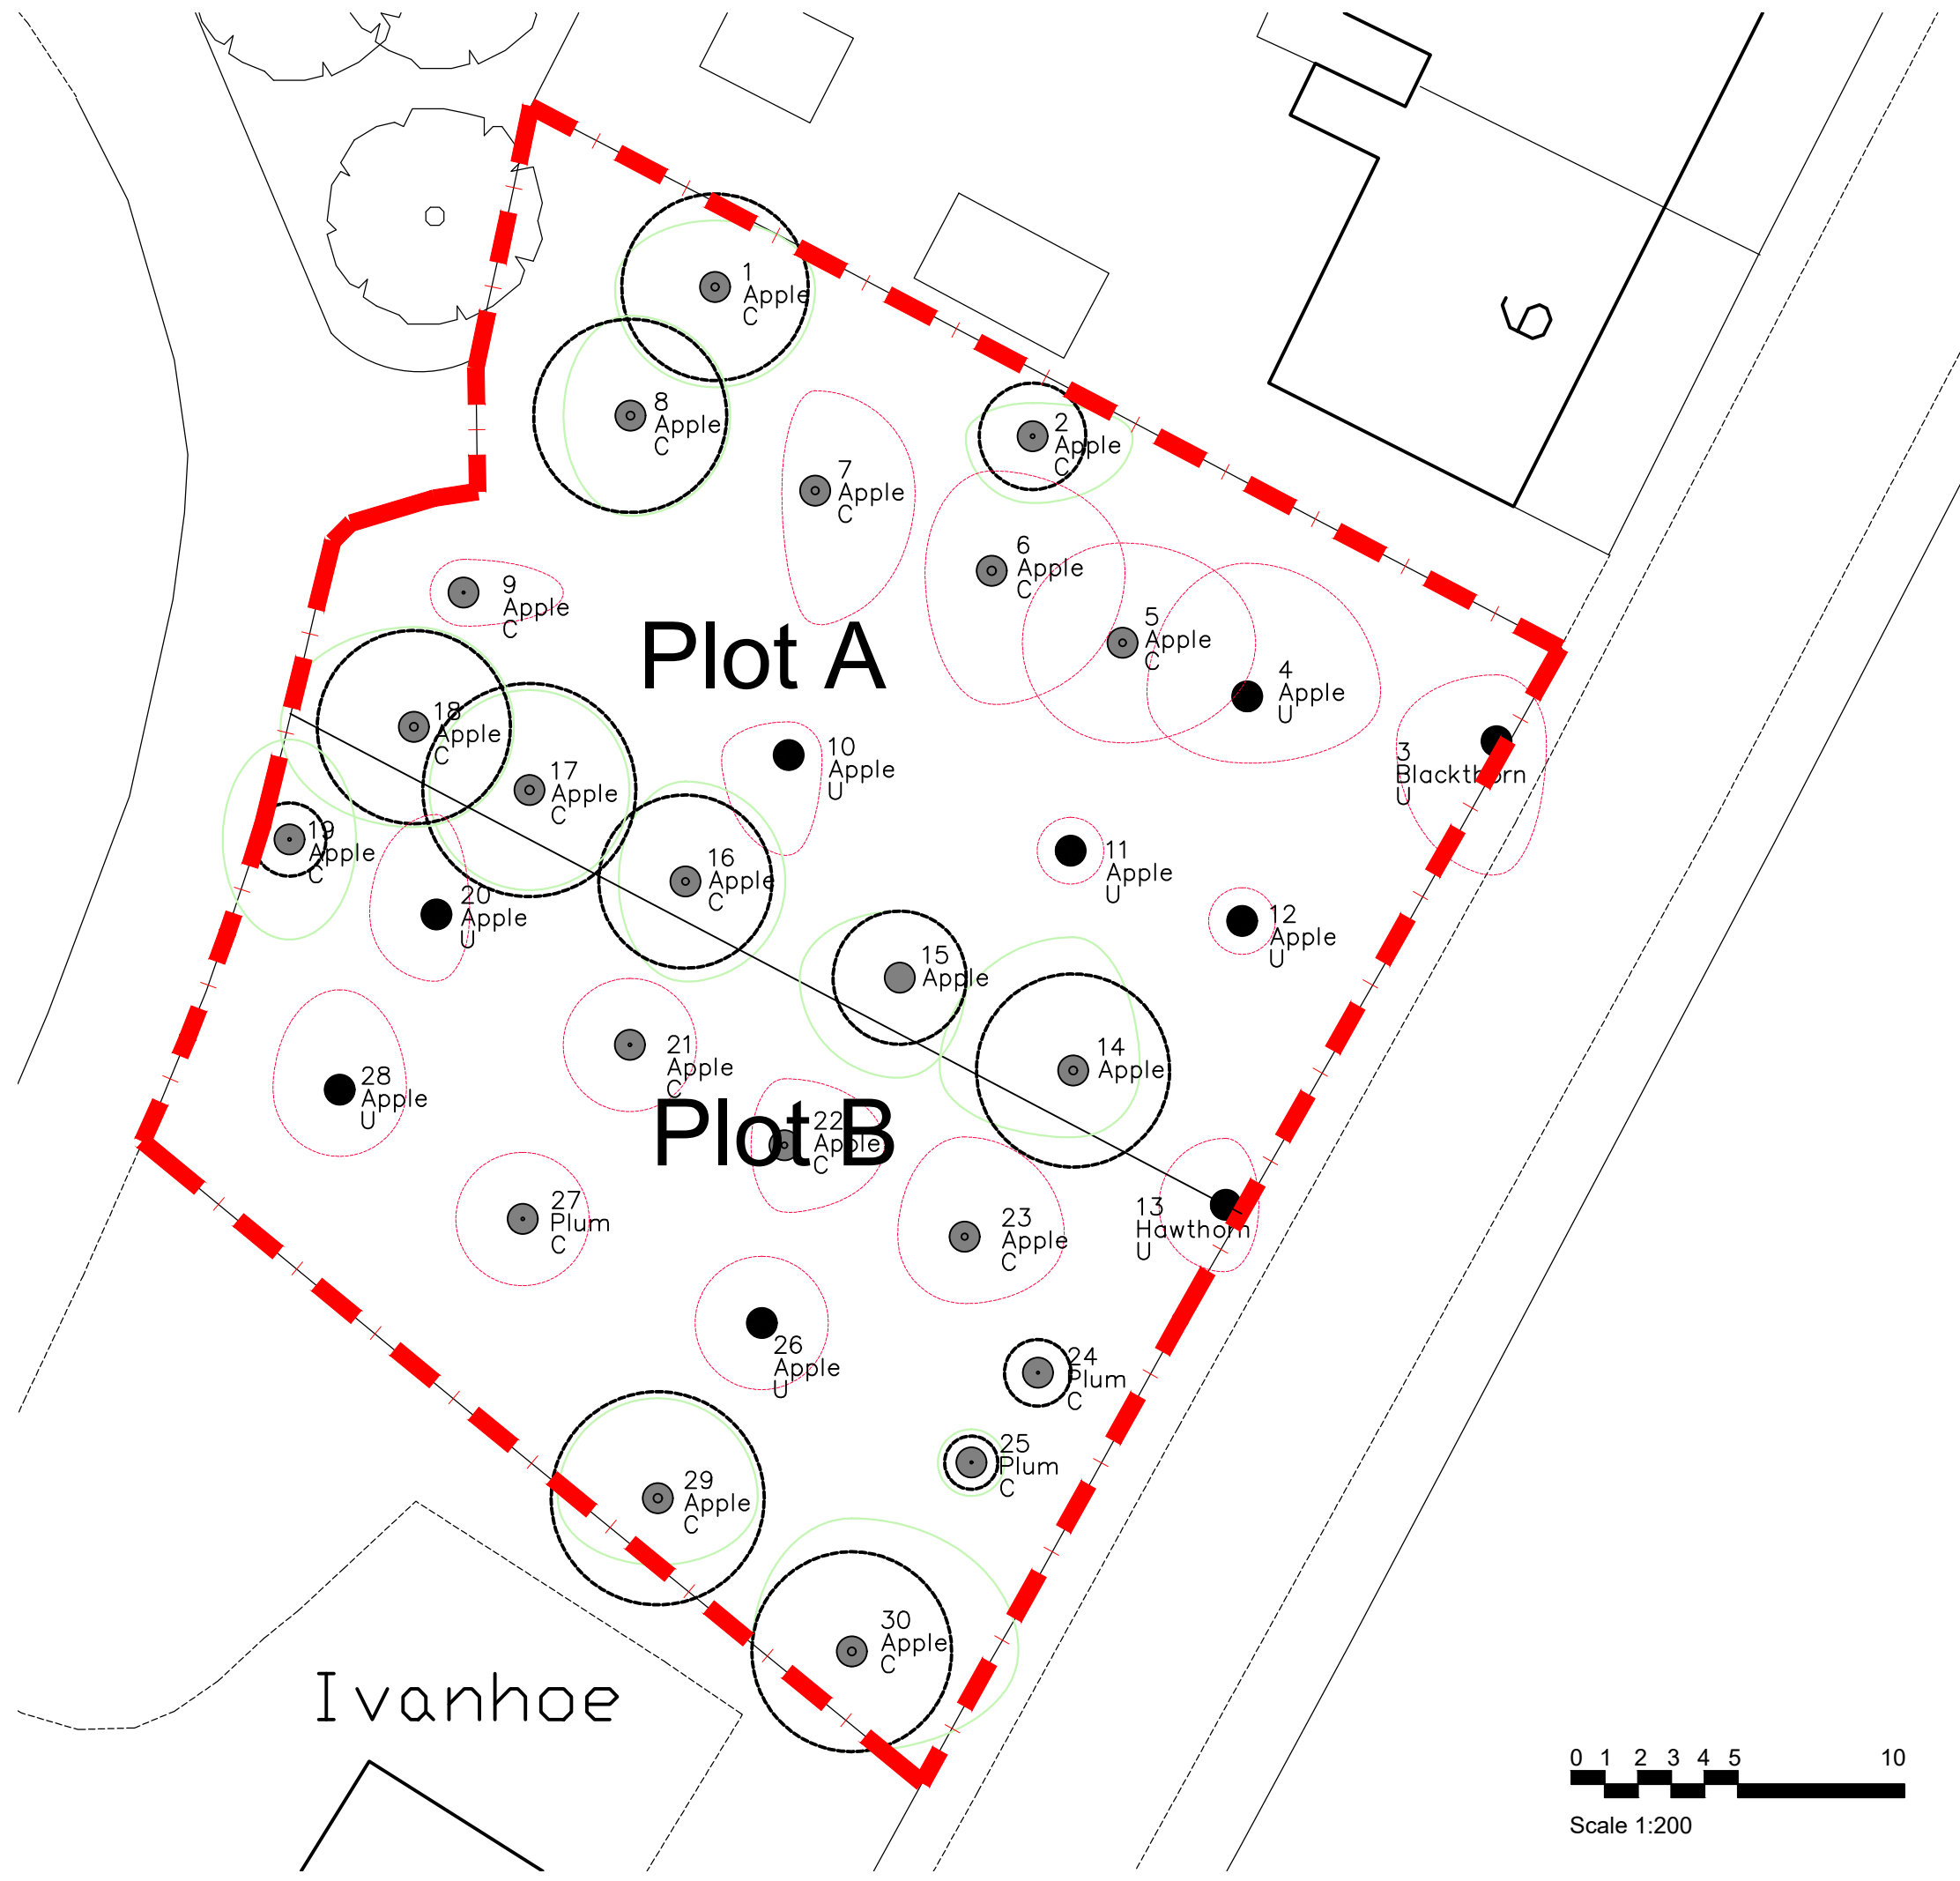 6
1
Apple
C
8
Apple
C
2
Apple
C
7
Apple
C
6
Apple
C
9
Apple
C
5
Apple
C
Plot A
4
Apple
U
18
Apple
C
3
Blackthorn
U
10
Apple
U
17
Apple
C
19
Apple
C
11
Apple
U
16
Apple
C
20
Apple
U
12
Apple
U
15
Apple
21
Apple
C
14
Apple
28
Apple
U
Plot B
22
Apple
C
27
Plum
C
23
Apple
C
13
Hawthorn
U
26
Apple
U
24
Plum
C
25
Plum
C
29
Apple
C
30
Apple
C
Ivanhoe
0 1 2 3 4 5 10
Scale 1:200